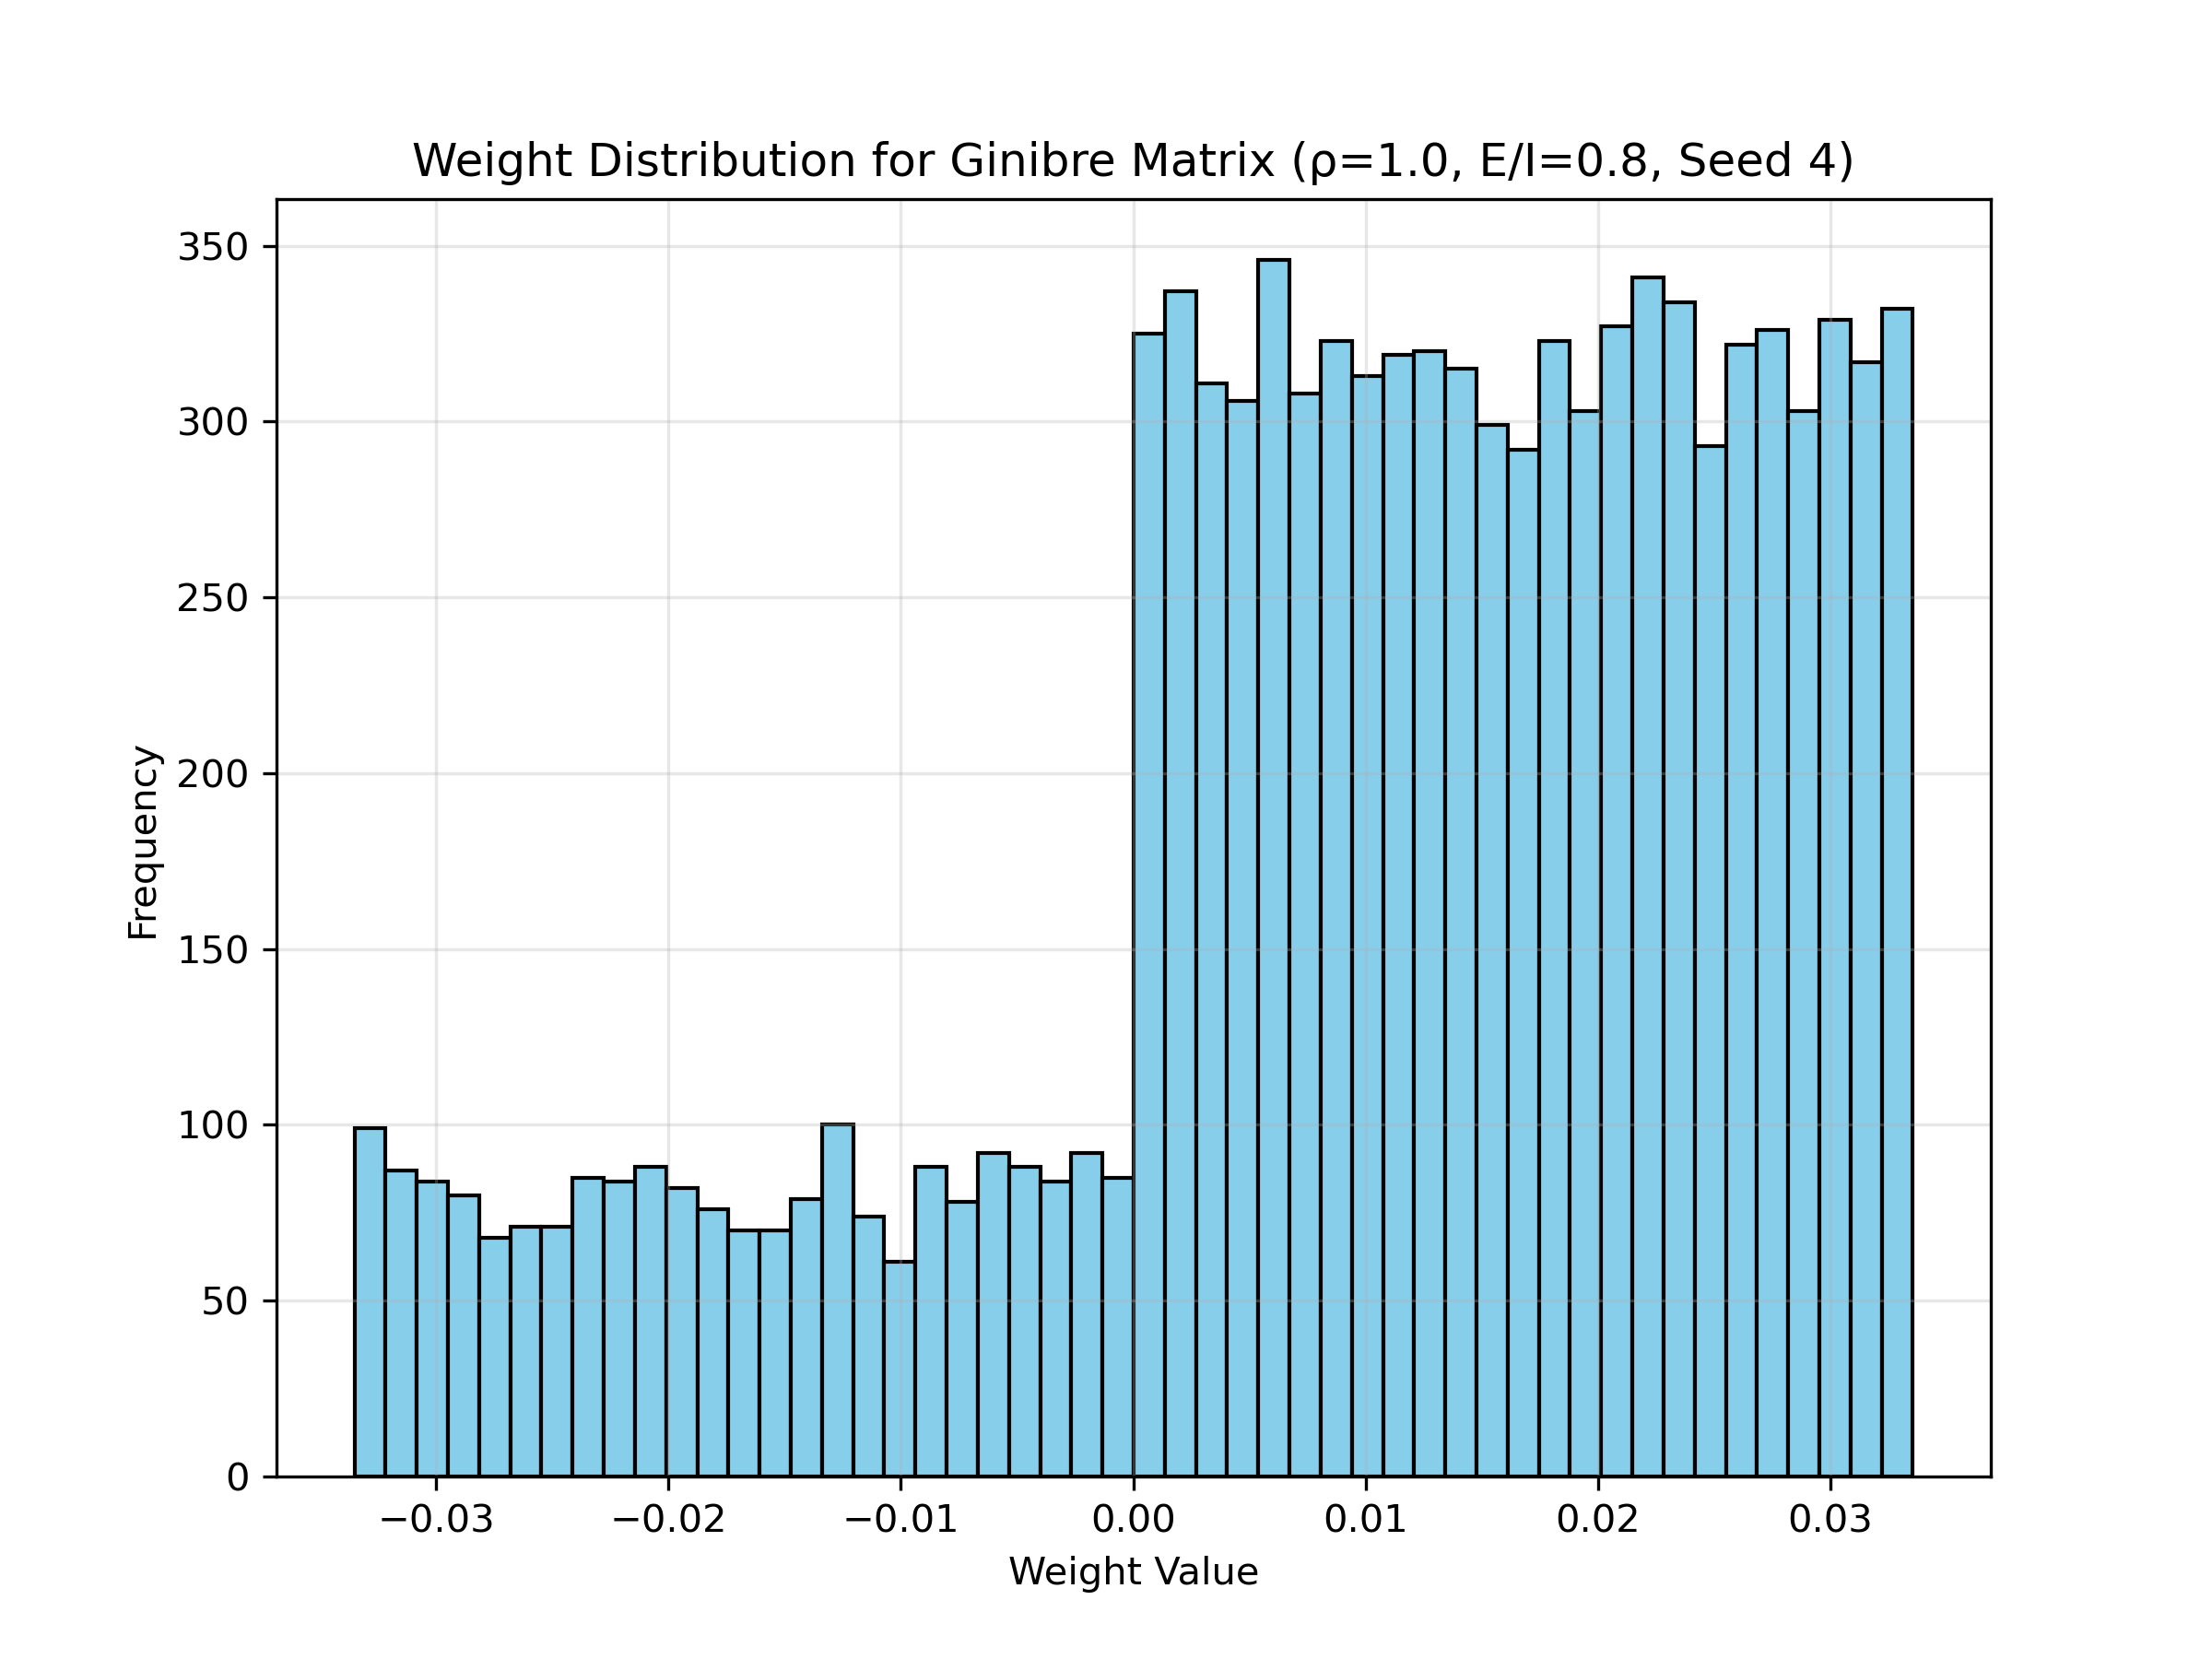 Weight Distribution for Ginibre Matrix (ρ=1.0, E/I=0.8, Seed 4)
350
300
250
200
150
100
50
0
Frequency
−0.03 −0.02 −0.01 0.00 0.01 0.02 0.03
Weight Value